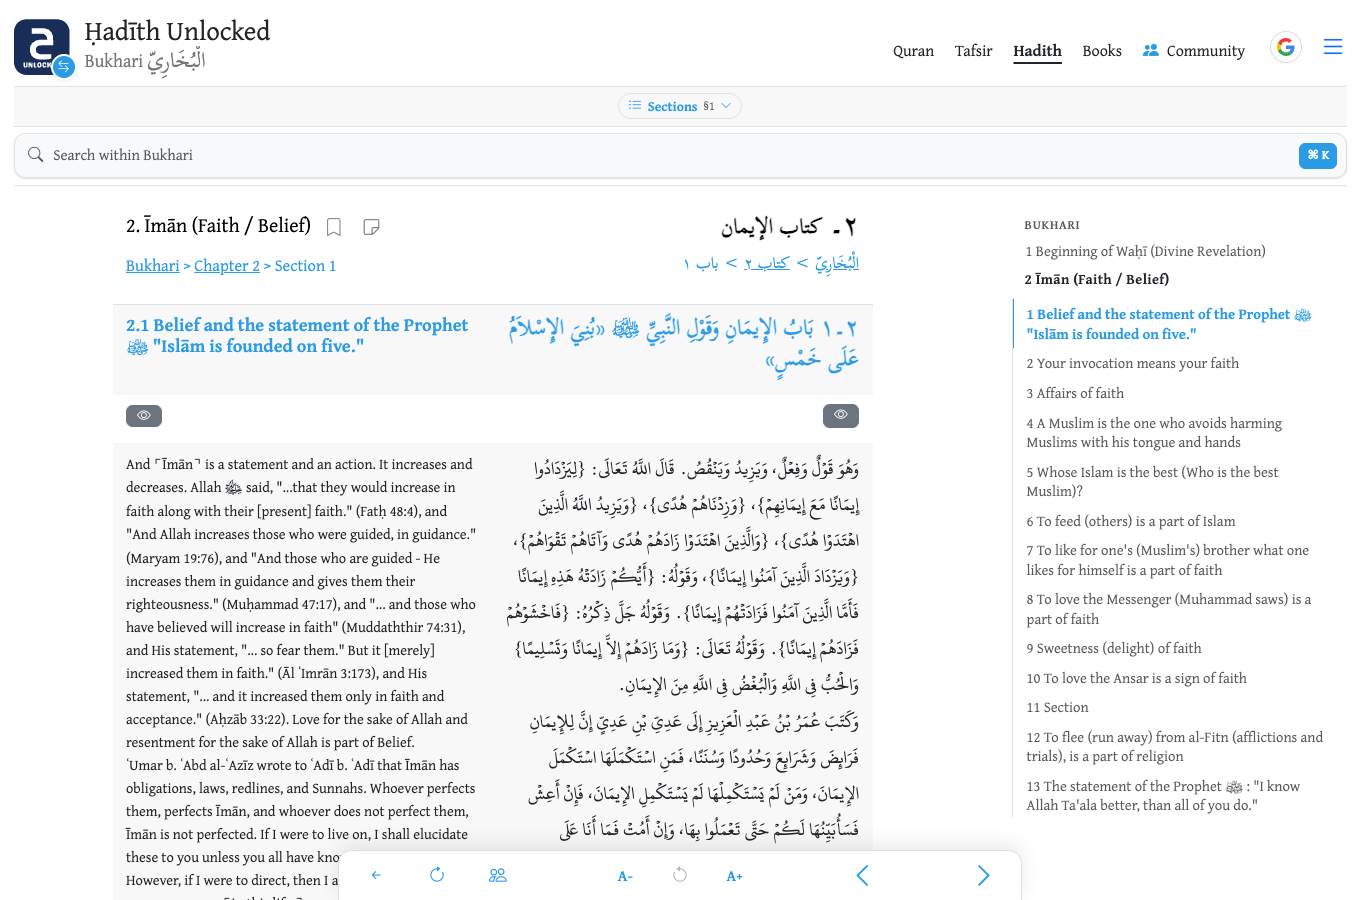 Ḥadīth Unlocked
Bukhari الْبُخَارِيّ
UNLOCK
Quran
Tafsir
Hadith
Books
Community
Sections §1
Search within Bukhari
⌘ K
2. Īmān (Faith / Belief)
٢ - كتاب الإيمان
Bukhari > Chapter 2 > Section 1
الْبُخَارِيّ > كتاب ٢ > باب ١
2.1 Belief and the statement of the Prophet
ﷺ "Islām is founded on five."
٢-١ بَابُ الإِيمَانِ وَقَوْلِ النَّبِيِّ ﷺ «بُنِيَ الإِسْلاَمُ
عَلَى خَمْسٍ»
And ⌜Īmān⌝ is a statement and an action. It increases and
decreases. Allah ﷻ said, "...that they would increase in
faith along with their [present] faith." (Fatḥ 48:4), and
"And Allah increases those who were guided, in guidance."
(Maryam 19:76), and "And those who are guided - He
increases them in guidance and gives them their
righteousness." (Muḥammad 47:17), and "... and those who
have believed will increase in faith" (Muddaththir 74:31),
and His statement, "... so fear them." But it [merely]
increased them in faith." (Āl ʿImrān 3:173), and His
statement, "... and it increased them only in faith and
acceptance." (Aḥzāb 33:22). Love for the sake of Allah and
resentment for the sake of Allah is part of Belief.
ʿUmar b. ʿAbd al-ʿAzīz wrote to ʿAdī b. ʿAdī that Īmān has
obligations, laws, redlines, and Sunnahs. Whoever perfects
them, perfects Īmān, and whoever does not perfect them,
Īmān is not perfected. If I were to live on, I shall elucidate
these to you unless you all have
However, if I were to direct, then I
وَهُوَ قَوْلٌ وَفِعْلٌ، وَيَزِيدُ وَيَنْقُصُ. قَالَ اللَّهُ تَعَالَى: {لِيَزْدَادُوا
إِيمَانًا مَعَ إِيمَانِهِمْ}، {وَزِدْنَاهُمْ هُدًى}، {وَيَزِيدُ اللَّهُ الَّذِينَ
اهْتَدَوْا هُدًى}، {وَالَّذِينَ اهْتَدَوْا زَادَهُمْ هُدًى وَآتَاهُمْ تَقْوَاهُمْ}،
{وَيَزْدَادَ الَّذِينَ آمَنُوا إِيمَانًا}، وَقَوْلُهُ: {أَيُّكُمْ زَادَتْهُ هَذِهِ إِيمَانًا
فَأَمَّا الَّذِينَ آمَنُوا فَزَادَتْهُمْ إِيمَانًا}. وَقَوْلُهُ جَلَّ ذِكْرُهُ: {فَاخْشَوْهُمْ
فَزَادَهُمْ إِيمَانًا}. وَقَوْلُهُ تَعَالَى: {وَمَا زَادَهُمْ إِلاَّ إِيمَانًا وَتَسْلِيمًا}
وَالْحُبُّ فِي اللَّهِ وَالْبُغْضُ فِي اللَّهِ مِنَ الإِيمَانِ.
وَكَتَبَ عُمَرُ بْنُ عَبْدِ الْعَزِيزِ إِلَى عَدِيِّ بْنِ عَدِيٍّ إِنَّ لِلإِيمَانِ
فَرَائِضَ وَشَرَائِعَ وَحُدُودًا وَسُنَنًا، فَمَنِ اسْتَكْمَلَهَا اسْتَكْمَلَ
الإِيمَانَ، وَمَنْ لَمْ يَسْتَكْمِلْهَا لَمْ يَسْتَكْمِلِ الإِيمَانَ، فَإِنْ أَعِشْ
فَسَأُبَيِّنُهَا لَكُمْ حَتَّى تَعْمَلُوا بِهَا، وَإِنْ أَمُتْ فَمَا أَنَا عَلَى
BUKHARI
1 Beginning of Waḥī (Divine Revelation)
2 Īmān (Faith / Belief)
1 Belief and the statement of the Prophet ﷺ
"Islām is founded on five."
2 Your invocation means your faith
3 Affairs of faith
4 A Muslim is the one who avoids harming
Muslims with his tongue and hands
5 Whose Islam is the best (Who is the best
Muslim)?
6 To feed (others) is a part of Islam
7 To like for one's (Muslim's) brother what one
likes for himself is a part of faith
8 To love the Messenger (Muhammad saws) is a
part of faith
9 Sweetness (delight) of faith
10 To love the Ansar is a sign of faith
11 Section
12 To flee (run away) from al-Fitn (afflictions and
trials), is a part of religion
13 The statement of the Prophet ﷺ : "I know
Allah Ta'ala better, than all of you do."
A-
A+